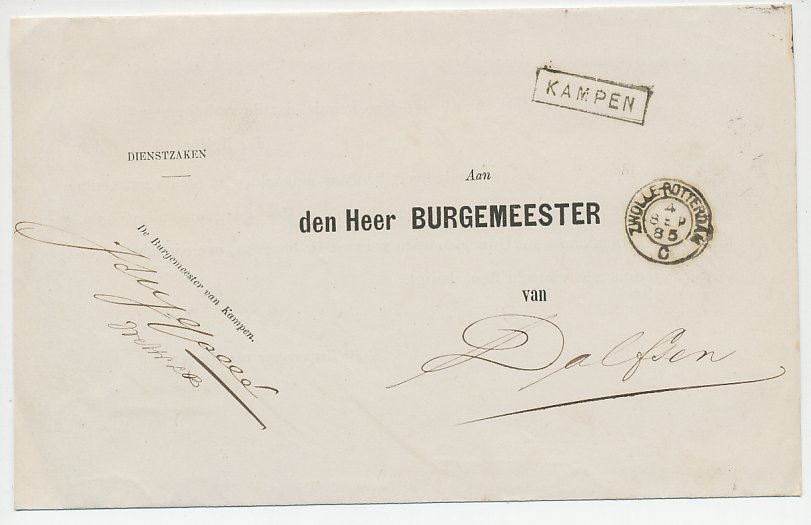 KAMPEN
DIENSTZAKEN
Aan
den Heer BURGEMEESTER
ZWOLLE-ROTTERDAM
4
SEP
85
C
De Burgemeester van Kampen.
van
Dalfsen